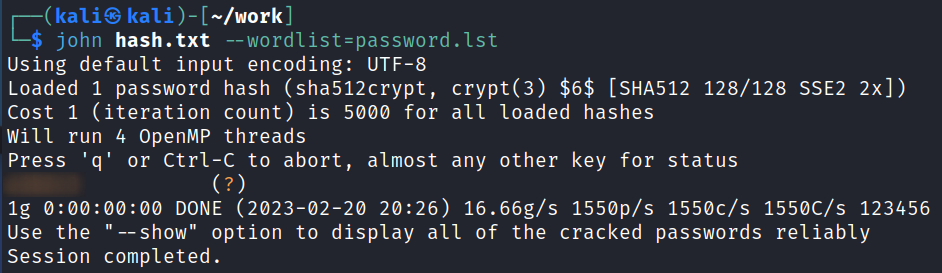 ┌──(kali㉿kali)-[~/work]
└─$ john hash.txt --wordlist=password.lst
Using default input encoding: UTF-8
Loaded 1 password hash (sha512crypt, crypt(3) $6$ [SHA512 128/128 SSE2 2x])
Cost 1 (iteration count) is 5000 for all loaded hashes
Will run 4 OpenMP threads
Press 'q' or Ctrl-C to abort, almost any other key for status
(?)
1g 0:00:00:00 DONE (2023-02-20 20:26) 16.66g/s 1550p/s 1550c/s 1550C/s 123456
Use the "--show" option to display all of the cracked passwords reliably
Session completed.